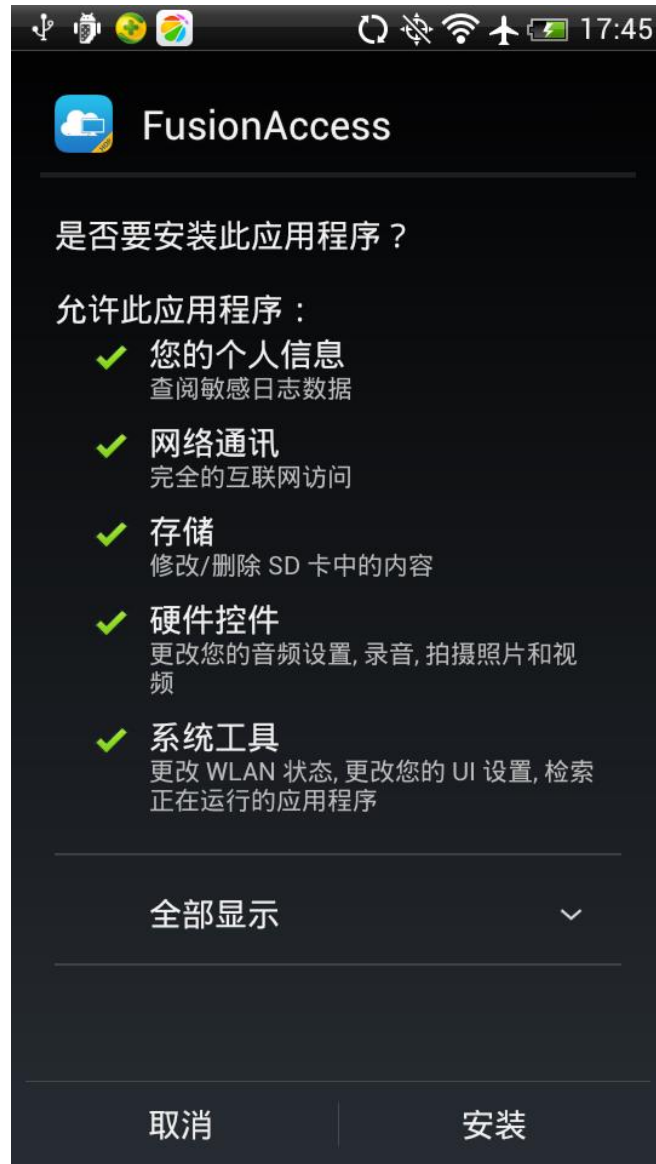 17:45
FusionAccess
是否要安装此应用程序？
允许此应用程序：
您的个人信息
查阅敏感日志数据
网络通讯
完全的互联网访问
存储
修改/删除 SD 卡中的内容
硬件控件
更改您的音频设置, 录音, 拍摄照片和视
频
系统工具
更改 WLAN 状态, 更改您的 UI 设置, 检索
正在运行的应用程序
全部显示
取消
安装